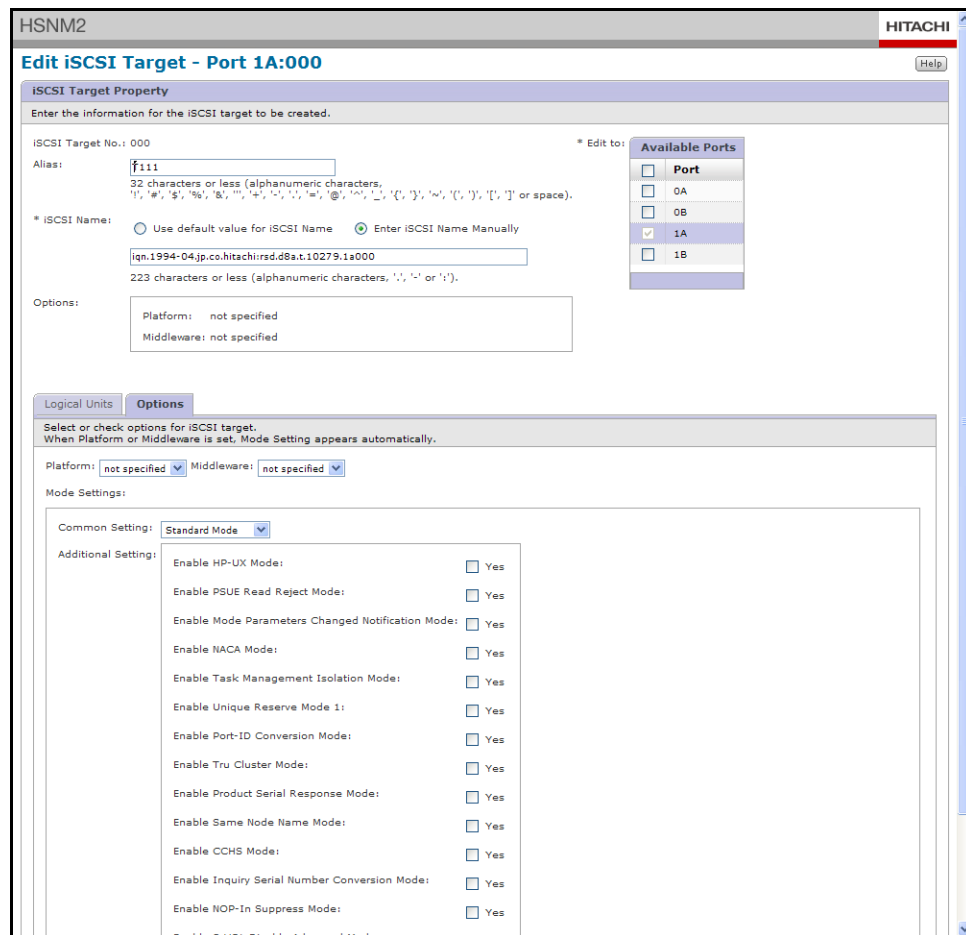 HSNM2
HITACHI
Edit iSCSI Target - Port 1A:000
Help
iSCSI Target Property
Enter the information for the iSCSI target to be created.
iSCSI Target No.: 000
* Edit to:
Available Ports
Port
0A
0B
1A
1B
Alias:
111
32 characters or less (alphanumeric characters,
'!', '#', '$', '%', '&', ''', '+', '-', '.', '=', '@', '^', '_', '{', '}', '~', '(', ')', '[', ']' or space).
* iSCSI Name:
Use default value for iSCSI Name
Enter iSCSI Name Manually
iqn.1994-04.jp.co.hitachi:rsd.d8a.t.10279.1a000
223 characters or less (alphanumeric characters, '.', '-' or ':').
Options:
Platform: not specified
Middleware: not specified
Logical Units
Options
Select or check options for iSCSI target.
When Platform or Middleware is set, Mode Setting appears automatically.
Platform: not specified Middleware: not specified
Mode Settings:
Common Setting: Standard Mode
Additional Setting:
Enable HP-UX Mode: Yes
Enable PSUE Read Reject Mode: Yes
Enable Mode Parameters Changed Notification Mode: Yes
Enable NACA Mode: Yes
Enable Task Management Isolation Mode: Yes
Enable Unique Reserve Mode 1: Yes
Enable Port-ID Conversion Mode: Yes
Enable Tru Cluster Mode: Yes
Enable Product Serial Response Mode: Yes
Enable Same Node Name Mode: Yes
Enable CCHS Mode: Yes
Enable Inquiry Serial Number Conversion Mode: Yes
Enable NOP-In Suppress Mode: Yes